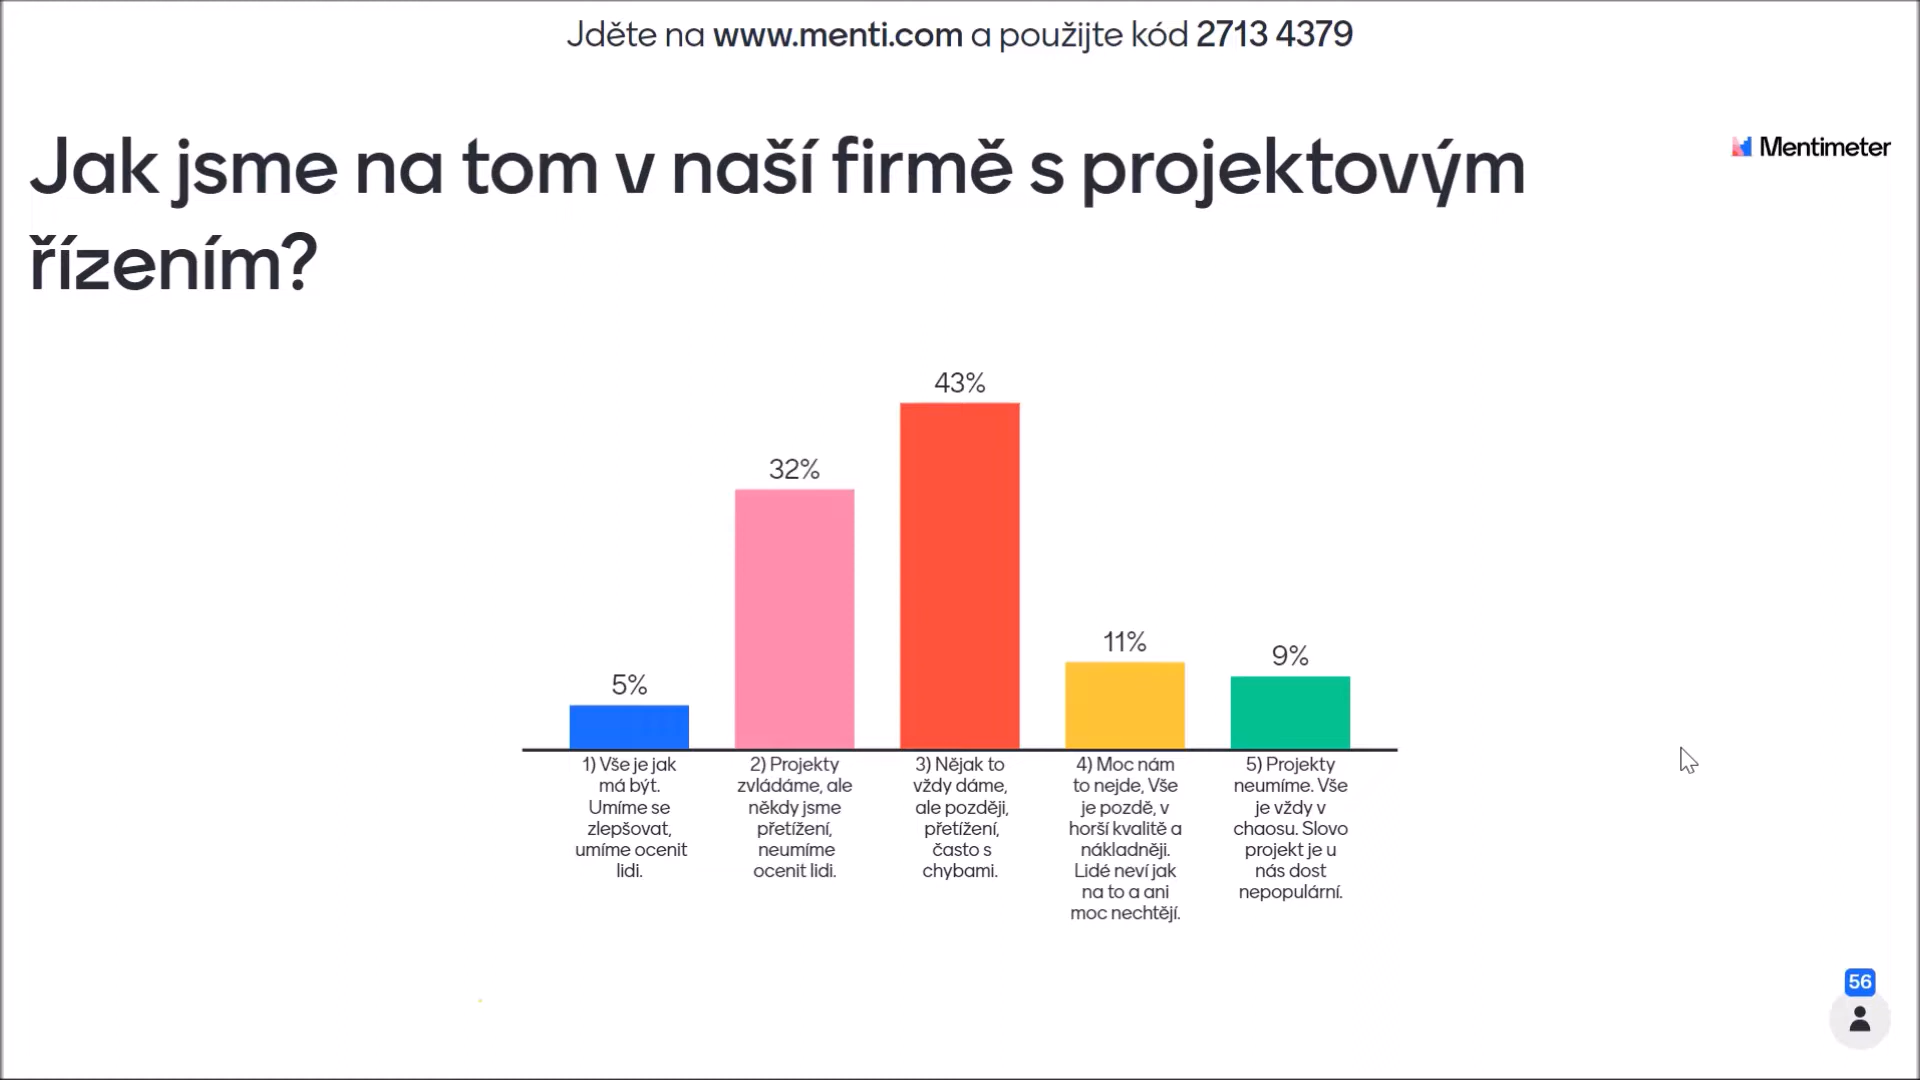 Jděte na www.menti.com a použijte kód 2713 4379
Jak jsme na tom v naší firmě s projektovým
řízením?
Mentimeter
5%
32%
43%
11%
9%
1) Vše je jak
má být.
Umíme se
zlepšovat,
umíme ocenit
lidi.
2) Projekty
zvládáme, ale
někdy jsme
přetížení,
neumíme
ocenit lidi.
3) Nějak to
vždy dáme,
ale později,
přetížení,
často s
chybami.
4) Moc nám
to nejde, Vše
je pozdě, v
horší kvalitě a
nákladněji.
Lidé neví jak
na to a ani
moc nechtějí.
5) Projekty
neumíme. Vše
je vždy v
chaosu. Slovo
projekt je u
nás dost
nepopulární.
56